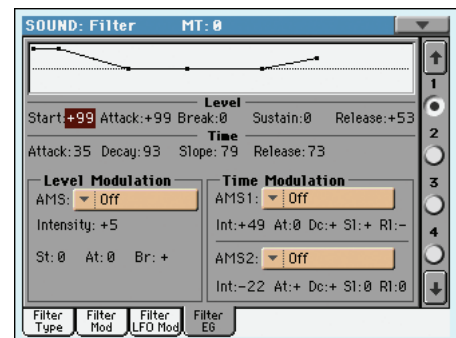 SOUND: Filter MT: 0
Level
Start:+99 Attack:+99 Break:0 Sustain:0 Release:+53
Time
Attack:35 Decay:93 Slope:79 Release:73
Level Modulation
AMS: Off
Intensity: +5
St:0 At:0 Br:+
Time Modulation
AMS1: Off
Int:+49 At:0 Dc:+ Sl:+ Rl:-
AMS2: Off
Int:-22 At:+ Dc:+ Sl:0 Rl:0
1
2
3
4
Filter Type
Filter Mod
Filter LFO Mod
Filter EG